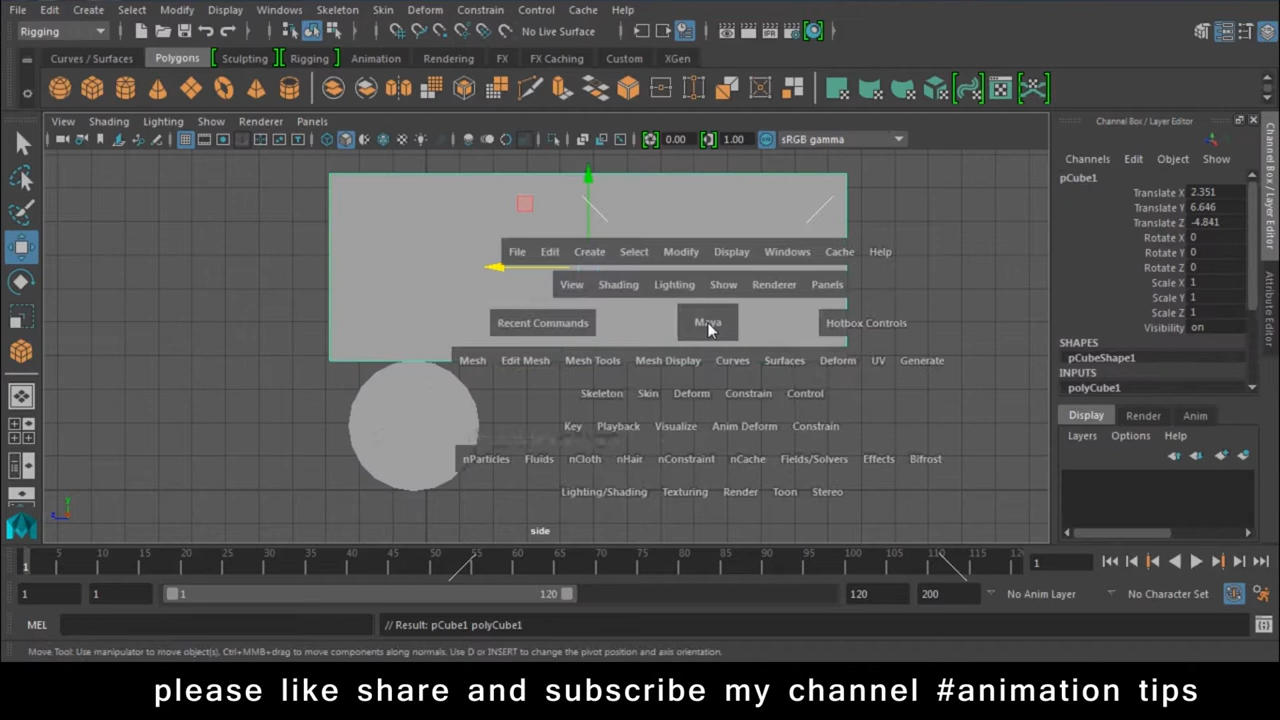 File Edit Create Select Modify Display Windows Skeleton Skin Deform Constrain Control Cache Help
Rigging No Live Surface
Curves / Surfaces Polygons Sculpting Rigging Animation Rendering FX FX Caching Custom XGen
View Shading Lighting Show Renderer Panels
0.00 1.00 sRGB gamma
Channel Box / Layer Editor
Channels Edit Object Show
pCube1
Translate X 2.351
Translate Y 6.646
Translate Z -4.841
Rotate X 0
Rotate Y 0
Rotate Z 0
Scale X 1
Scale Y 1
Scale Z 1
Visibility on
SHAPES
pCubeShape1
INPUTS
polyCube1
Display Render Anim
Layers Options Help
Channel Box / Layer Editor
Attribute Editor
File Edit Create Select Modify Display Windows Cache Help
View Shading Lighting Show Renderer Panels
Recent Commands Maya Hotbox Controls
Mesh Edit Mesh Mesh Tools Mesh Display Curves Surfaces Deform UV Generate
Skeleton Skin Deform Constrain Control
Key Playback Visualize Anim Deform Constrain
nParticles Fluids nCloth nHair nConstraint nCache Fields/Solvers Effects Bifrost
Lighting/Shading Texturing Render Toon Stereo
y
z
side
5 10 15 20 25 30 35 40 45 50 55 60 65 70 75 80 85 90 95 100 105 110 115
1 1
1 1 1 120 120 200 No Anim Layer No Character Set
MEL // Result: pCube1 polyCube1
Move Tool: Use manipulator to move object(s), Ctrl+MMB+drag to move components along normals. Use D or INSERT to change the pivot position and axis orientation.
please like share and subscribe my channel #animation tips